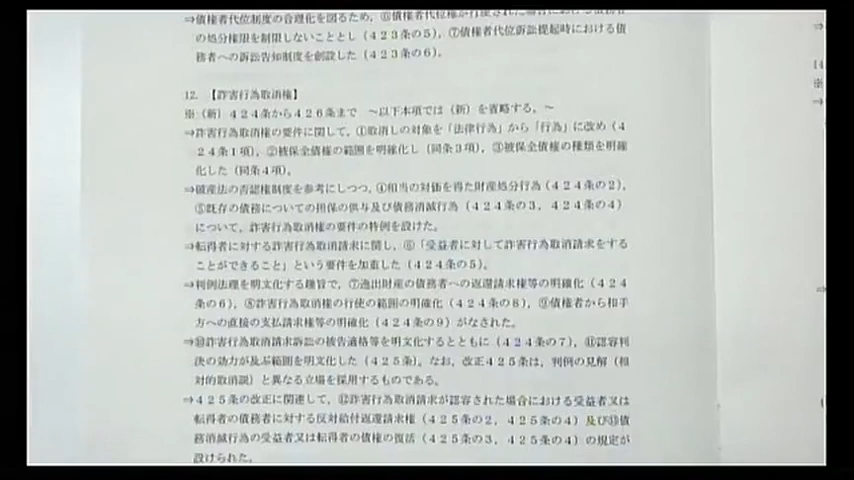 ⇒債権者代位制度の合理化を図るため，⑥債権者代位権が行使された場合における債務者
の処分権限を制限しないこととし（４２３条の５），⑦債権者代位訴訟提起時における債
務者への訴訟告知制度を創設した（４２３条の６）。
12. 【詐害行為取消権】
※（新）４２４条から４２６条まで　～以下本項では（新）を省略する。～
⇒詐害行為取消権の要件に関して，①取消しの対象を「法律行為」から「行為」に改め（４
２４条１項），②被保全債権の範囲を明確化し（同条３項），③被保全債権の種類を明確
化した（同条４項）。
⇒破産法の否認権制度を参考にしつつ，④相当の対価を得た財産処分行為（４２４条の２），
⑤既存の債務についての担保の供与及び債務消滅行為（４２４条の３，４２４条の４）
について，詐害行為取消権の要件の特例を設けた。
⇒転得者に対する詐害行為取消請求に関し，⑥「受益者に対して詐害行為取消請求をする
ことができること」という要件を加重した（４２４条の５）。
⇒判例法理を明文化する趣旨で，⑦逸出財産の債務者への返還請求権等の明確化（４２４
条の６），⑧詐害行為取消権の行使の範囲の明確化（４２４条の８），⑨債権者から相手
方への直接の支払請求権等の明確化（４２４条の９）がなされた。
⇒⑩詐害行為取消請求訴訟の被告適格等を明文化するとともに（４２４条の７），⑪認容判
決の効力が及ぶ範囲を明文化した（４２５条）。なお，改正４２５条は，判例の見解（相
対的取消説）と異なる立場を採用するものである。
⇒４２５条の改正に関連して，⑫詐害行為取消請求が認容された場合における受益者又は
転得者の債務者に対する反対給付返還請求権（４２５条の２，４２５条の４）及び⑬債
務消滅行為の受益者又は転得者の債権の復活（４２５条の３，４２５条の４）の規定が
設けられた。
⇒
14
※
⇒
⇒